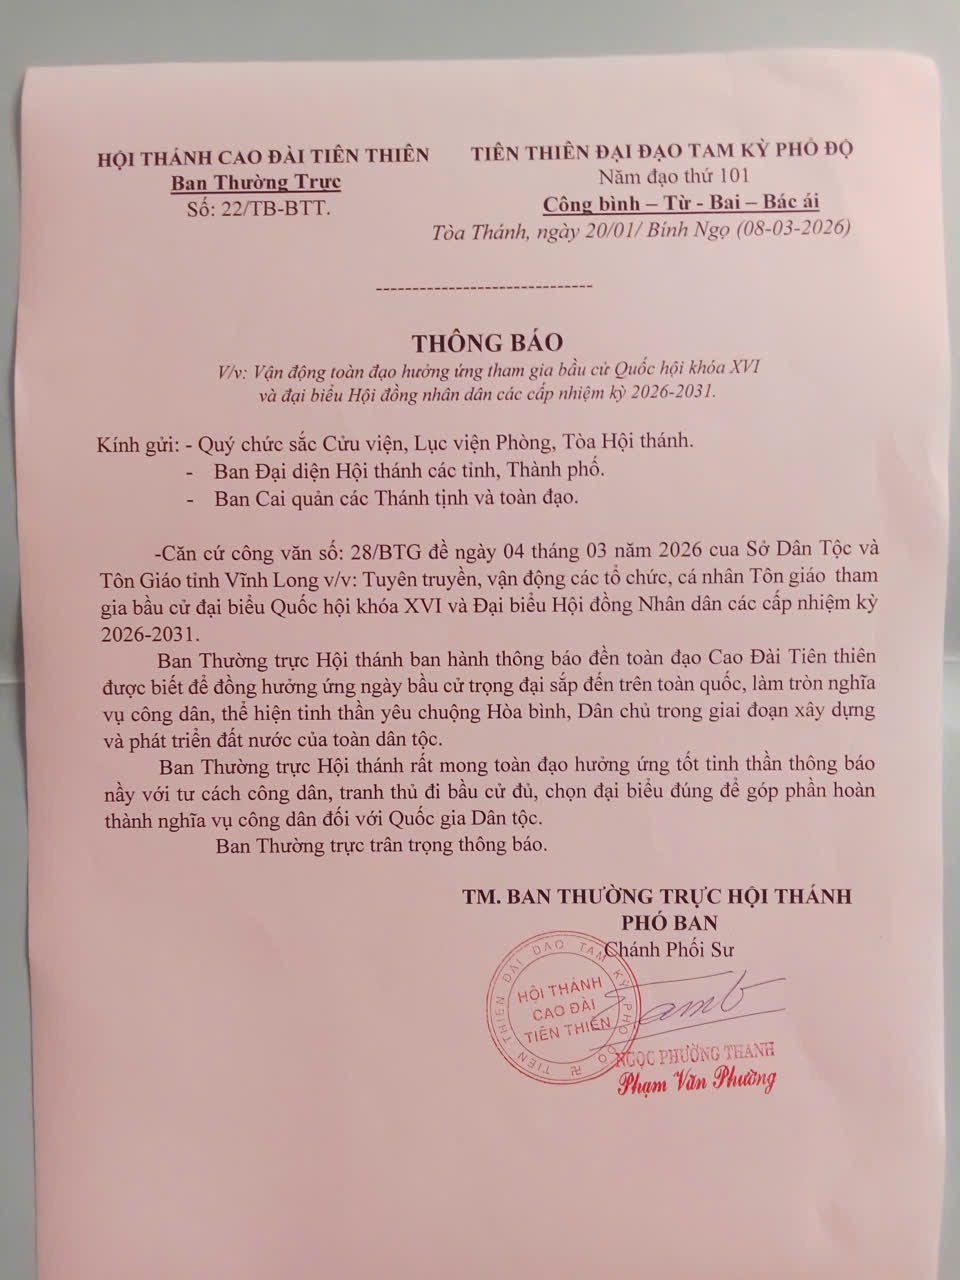 HỘI THÁNH CAO ĐÀI TIÊN THIÊN
Ban Thường Trực
Số: 22/TB-BTT.
TIÊN THIÊN ĐẠI ĐẠO TAM KỲ PHỔ ĐỘ
Năm đạo thứ 101
Công bình – Từ - Bai – Bác ái
Tòa Thánh, ngày 20/01/ Bính Ngọ (08-03-2026)
------------------------------
THÔNG BÁO
V/v: Vận động toàn đạo hưởng ứng tham gia bầu cử Quốc hội khóa XVI
và đại biểu Hội đồng nhân dân các cấp nhiệm kỳ 2026-2031.
Kính gửi: - Quý chức sắc Cửu viện, Lục viện Phòng, Tòa Hội thánh.
- Ban Đại diện Hội thánh các tỉnh, Thành phố.
- Ban Cai quản các Thánh tịnh và toàn đạo.
-Căn cứ công văn số: 28/BTG đề ngày 04 tháng 03 năm 2026 cua Sở Dân Tộc và
Tôn Giáo tỉnh Vĩnh Long v/v: Tuyên truyền, vận động các tổ chức, cá nhân Tôn giáo tham
gia bầu cử đại biểu Quốc hội khóa XVI và Đại biểu Hội đồng Nhân dân các cấp nhiệm kỳ
2026-2031.
Ban Thường trực Hội thánh ban hành thông báo đền toàn đạo Cao Đài Tiên thiên
được biết để đồng hưởng ứng ngày bầu cử trọng đại sắp đến trên toàn quốc, làm tròn nghĩa
vụ công dân, thể hiện tinh thần yêu chuộng Hòa bình, Dân chủ trong giai đoạn xây dựng
và phát triển đất nước của toàn dân tộc.
Ban Thường trực Hội thánh rất mong toàn đạo hưởng ứng tốt tinh thần thông báo
nầy với tư cách công dân, tranh thủ đi bầu cử đủ, chọn đại biểu đúng để góp phần hoàn
thành nghĩa vụ công dân đối với Quốc gia Dân tộc.
Ban Thường trực trân trọng thông báo.
TM. BAN THƯỜNG TRỰC HỘI THÁNH
PHÓ BAN
Chánh Phối Sư
TIÊN THIÊN ĐẠI ĐẠO TAM KỲ PHỔ ĐỘ
HỘI THÁNH
CAO ĐÀI
TIÊN THIÊN
NGỌC PHƯỜNG THANH
Phạm Văn Phường